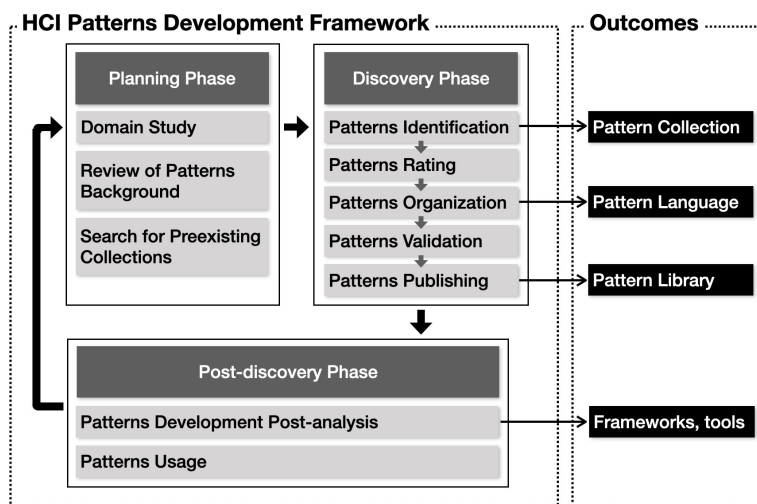 HCI Patterns Development Framework
Outcomes
Planning Phase
Domain Study
Review of Patterns
Background
Search for Preexisting
Collections
Discovery Phase
Patterns Identification
Patterns Rating
Patterns Organization
Patterns Validation
Patterns Publishing
Pattern Collection
Pattern Language
Pattern Library
Post-discovery Phase
Patterns Development Post-analysis
Patterns Usage
Frameworks, tools